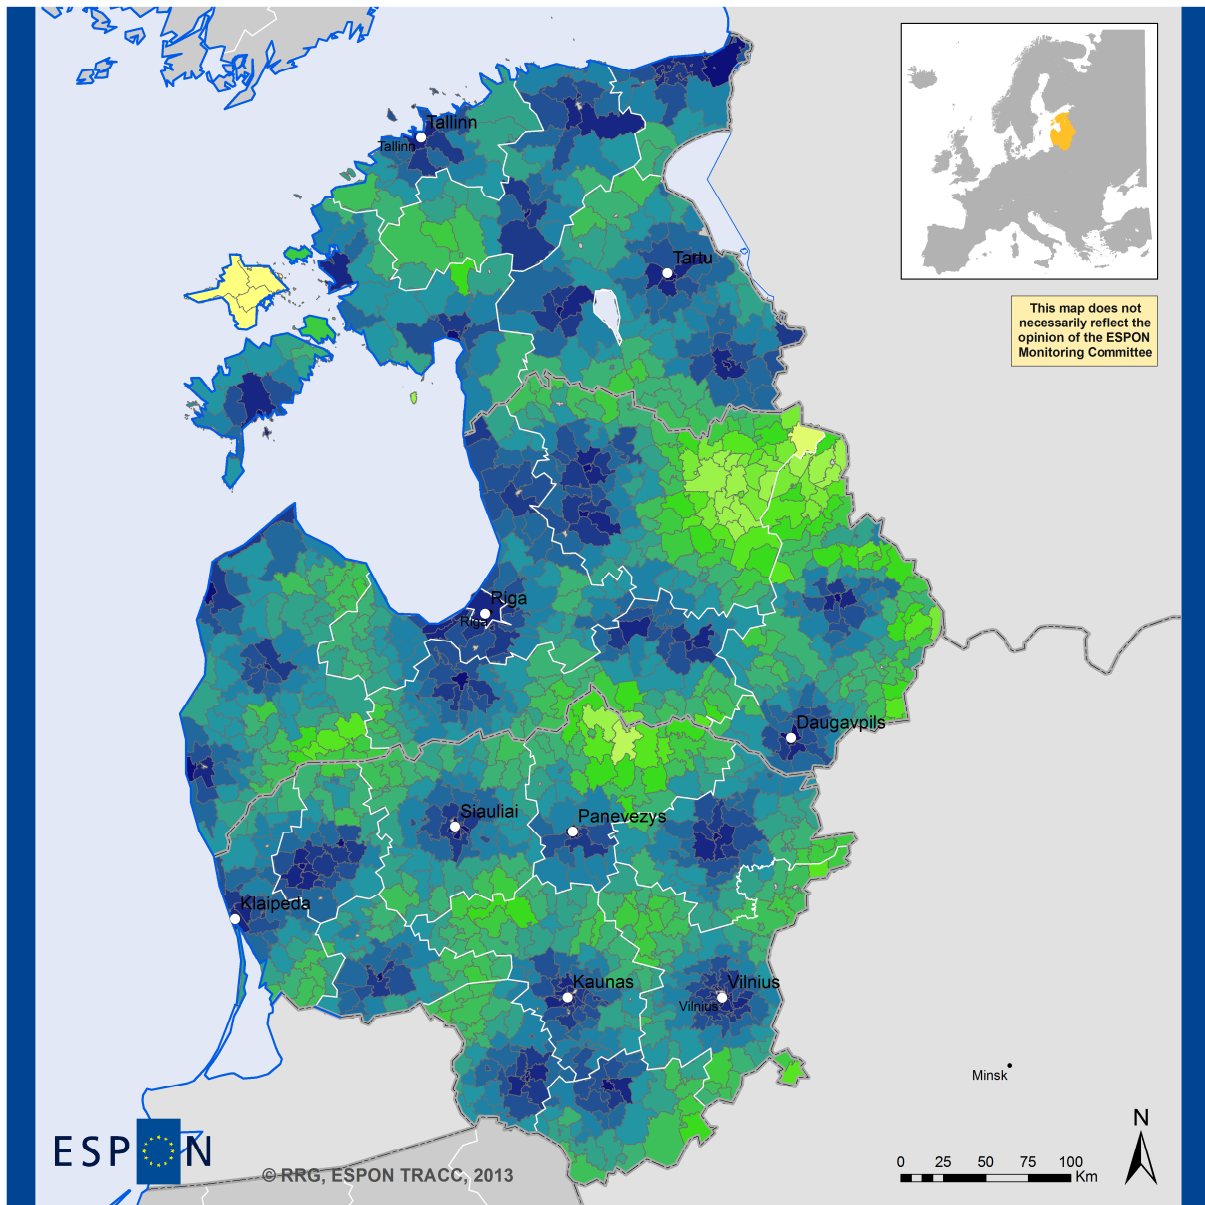 Tallinn
Tallinn
Tartu
This map does not
necessarily reflect the
opinion of the ESPON
Monitoring Committee
Riga
Riga
Daugavpils
Siauliai
Panevezys
Klaipeda
Kaunas
Vilnius
Vilnius
Minsk
ESPON
© RRG, ESPON TRACC, 2013
N
0 25 50 75 100
Km